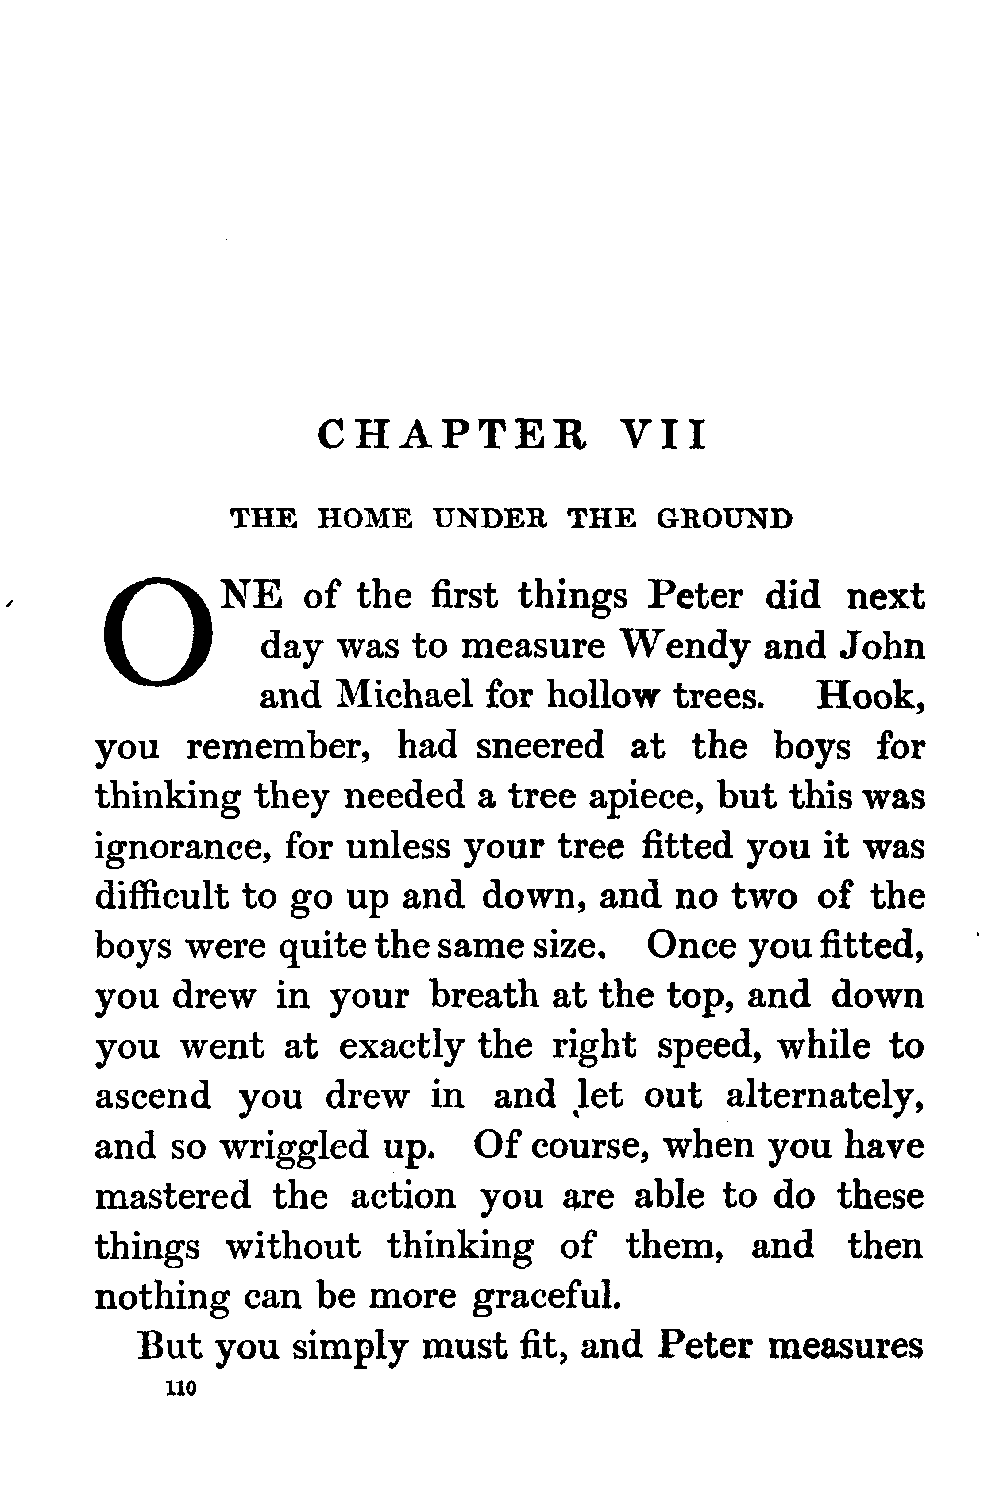 CHAPTER VII
THE HOME UNDER THE GROUND
ONE of the first things Peter did next
day was to measure Wendy and John
and Michael for hollow trees. Hook,
you remember, had sneered at the boys for
thinking they needed a tree apiece, but this was
ignorance, for unless your tree fitted you it was
difficult to go up and down, and no two of the
boys were quite the same size. Once you fitted,
you drew in your breath at the top, and down
you went at exactly the right speed, while to
ascend you drew in and let out alternately,
and so wriggled up. Of course, when you have
mastered the action you are able to do these
things without thinking of them, and then
nothing can be more graceful.
But you simply must fit, and Peter measures
110